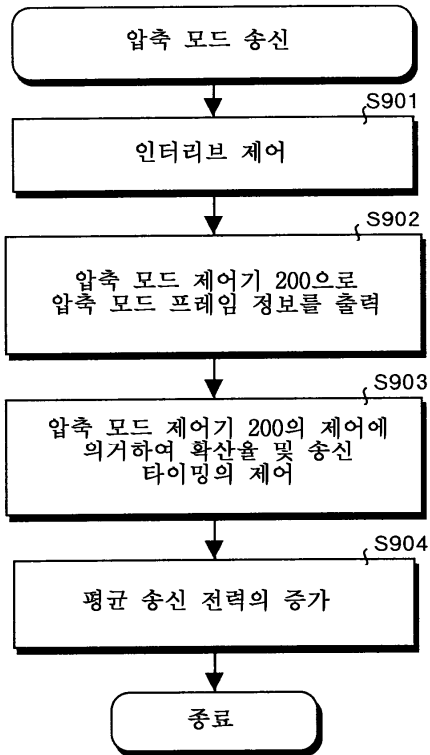 압축 모드 송신
S901
인터리브 제어
S902
압축 모드 제어기 200으로
압축 모드 프레임 정보를 출력
S903
압축 모드 제어기 200의 제어에
의거하여 확산율 및 송신
타이밍의 제어
S904
평균 송신 전력의 증가
종료